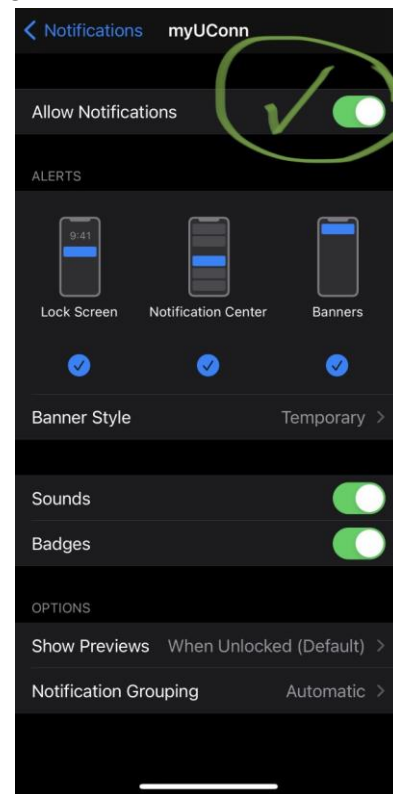 Notifications myUConn
Allow Notifications
ALERTS
9:41
Lock Screen Notification Center Banners
Banner Style Temporary
Sounds
Badges
OPTIONS
Show Previews When Unlocked (Default)
Notification Grouping Automatic